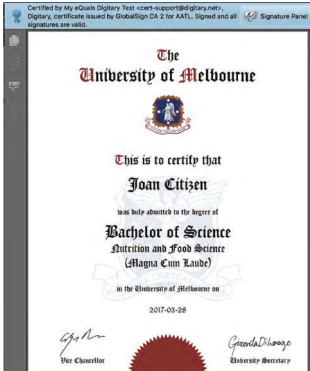 Certified by My eQuals Digitary Test <cert-support@digitary.net>,
Digitary, certificate issued by GlobalSign CA 2 for AATL. Signed and all
signatures are valid.
Signature Panel
The
University of Melbourne
This is to certify that
Joan Citizen
was duly admitted to the degree of
Bachelor of Science
Nutrition and Food Science
(Magna Cum Laude)
in the University of Melbourne on
2017-03-28
Vice Chancellor
University Secretary